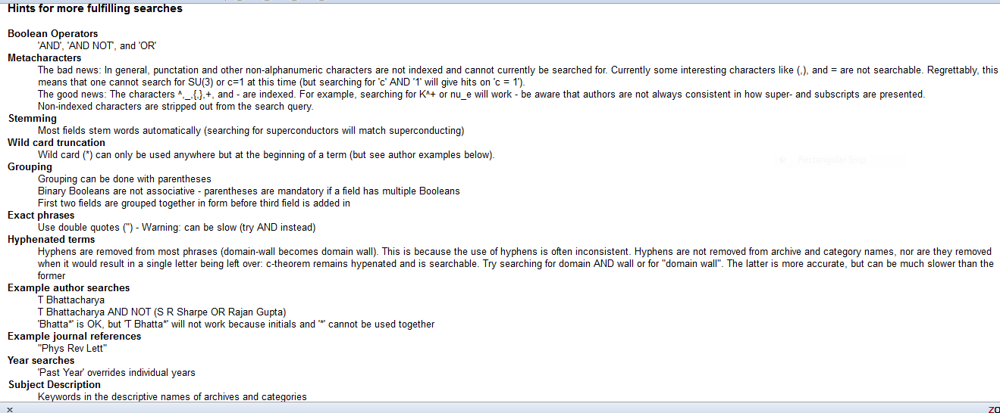 Hints for more fulfilling searches
Boolean Operators
'AND', 'AND NOT', and 'OR'
Metacharacters
The bad news: In general, punctation and other non-alphanumeric characters are not indexed and cannot currently be searched for. Currently some interesting characters like (,), and = are not searchable. Regrettably, this
means that one cannot search for SU(3) or c=1 at this time (but searching for 'c' AND '1' will give hits on 'c = 1').
The good news: The characters ^,_,{,},+, and - are indexed. For example, searching for K^+ or nu_e will work - be aware that authors are not always consistent in how super- and subscripts are presented.
Non-indexed characters are stripped out from the search query.
Stemming
Most fields stem words automatically (searching for superconductors will match superconducting)
Wild card truncation
Wild card (*) can only be used anywhere but at the beginning of a term (but see author examples below).
Rectangular Snip
Grouping
Grouping can be done with parentheses
Binary Booleans are not associative - parentheses are mandatory if a field has multiple Booleans
First two fields are grouped together in form before third field is added in
Exact phrases
Use double quotes (") - Warning: can be slow (try AND instead)
Hyphenated terms
Hyphens are removed from most phrases (domain-wall becomes domain wall). This is because the use of hyphens is often inconsistent. Hyphens are not removed from archive and category names, nor are they removed
when it would result in a single letter being left over: c-theorem remains hypenated and is searchable. Try searching for domain AND wall or for "domain wall". The latter is more accurate, but can be much slower than the
former
Example author searches
T Bhattacharya
T Bhattacharya AND NOT (S R Sharpe OR Rajan Gupta)
'Bhatta*' is OK, but 'T Bhatta*' will not work because initials and '*' cannot be used together
Example journal references
"Phys Rev Lett"
Year searches
'Past Year' overrides individual years
Subject Description
Keywords in the descriptive names of archives and categories
x